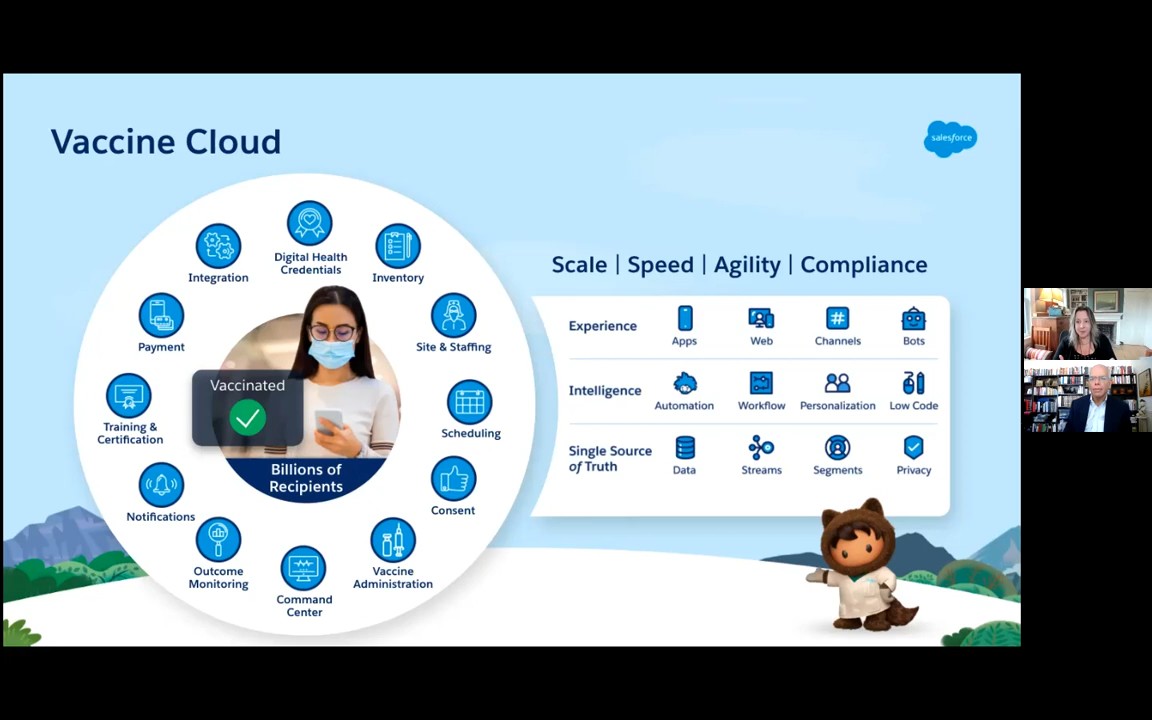 Vaccine Cloud
salesforce
Digital Health
Credentials
Integration
Inventory
Payment
Site & Staffing
Vaccinated
Training &
Certification
Scheduling
Billions of
Recipients
Notifications
Consent
Outcome
Monitoring
Vaccine
Administration
Command
Center
Scale | Speed | Agility | Compliance
Experience
Apps
Web
#
Channels
Bots
Intelligence
Automation
Workflow
Personalization
Low Code
Single Source
of Truth
Data
Streams
Segments
Privacy